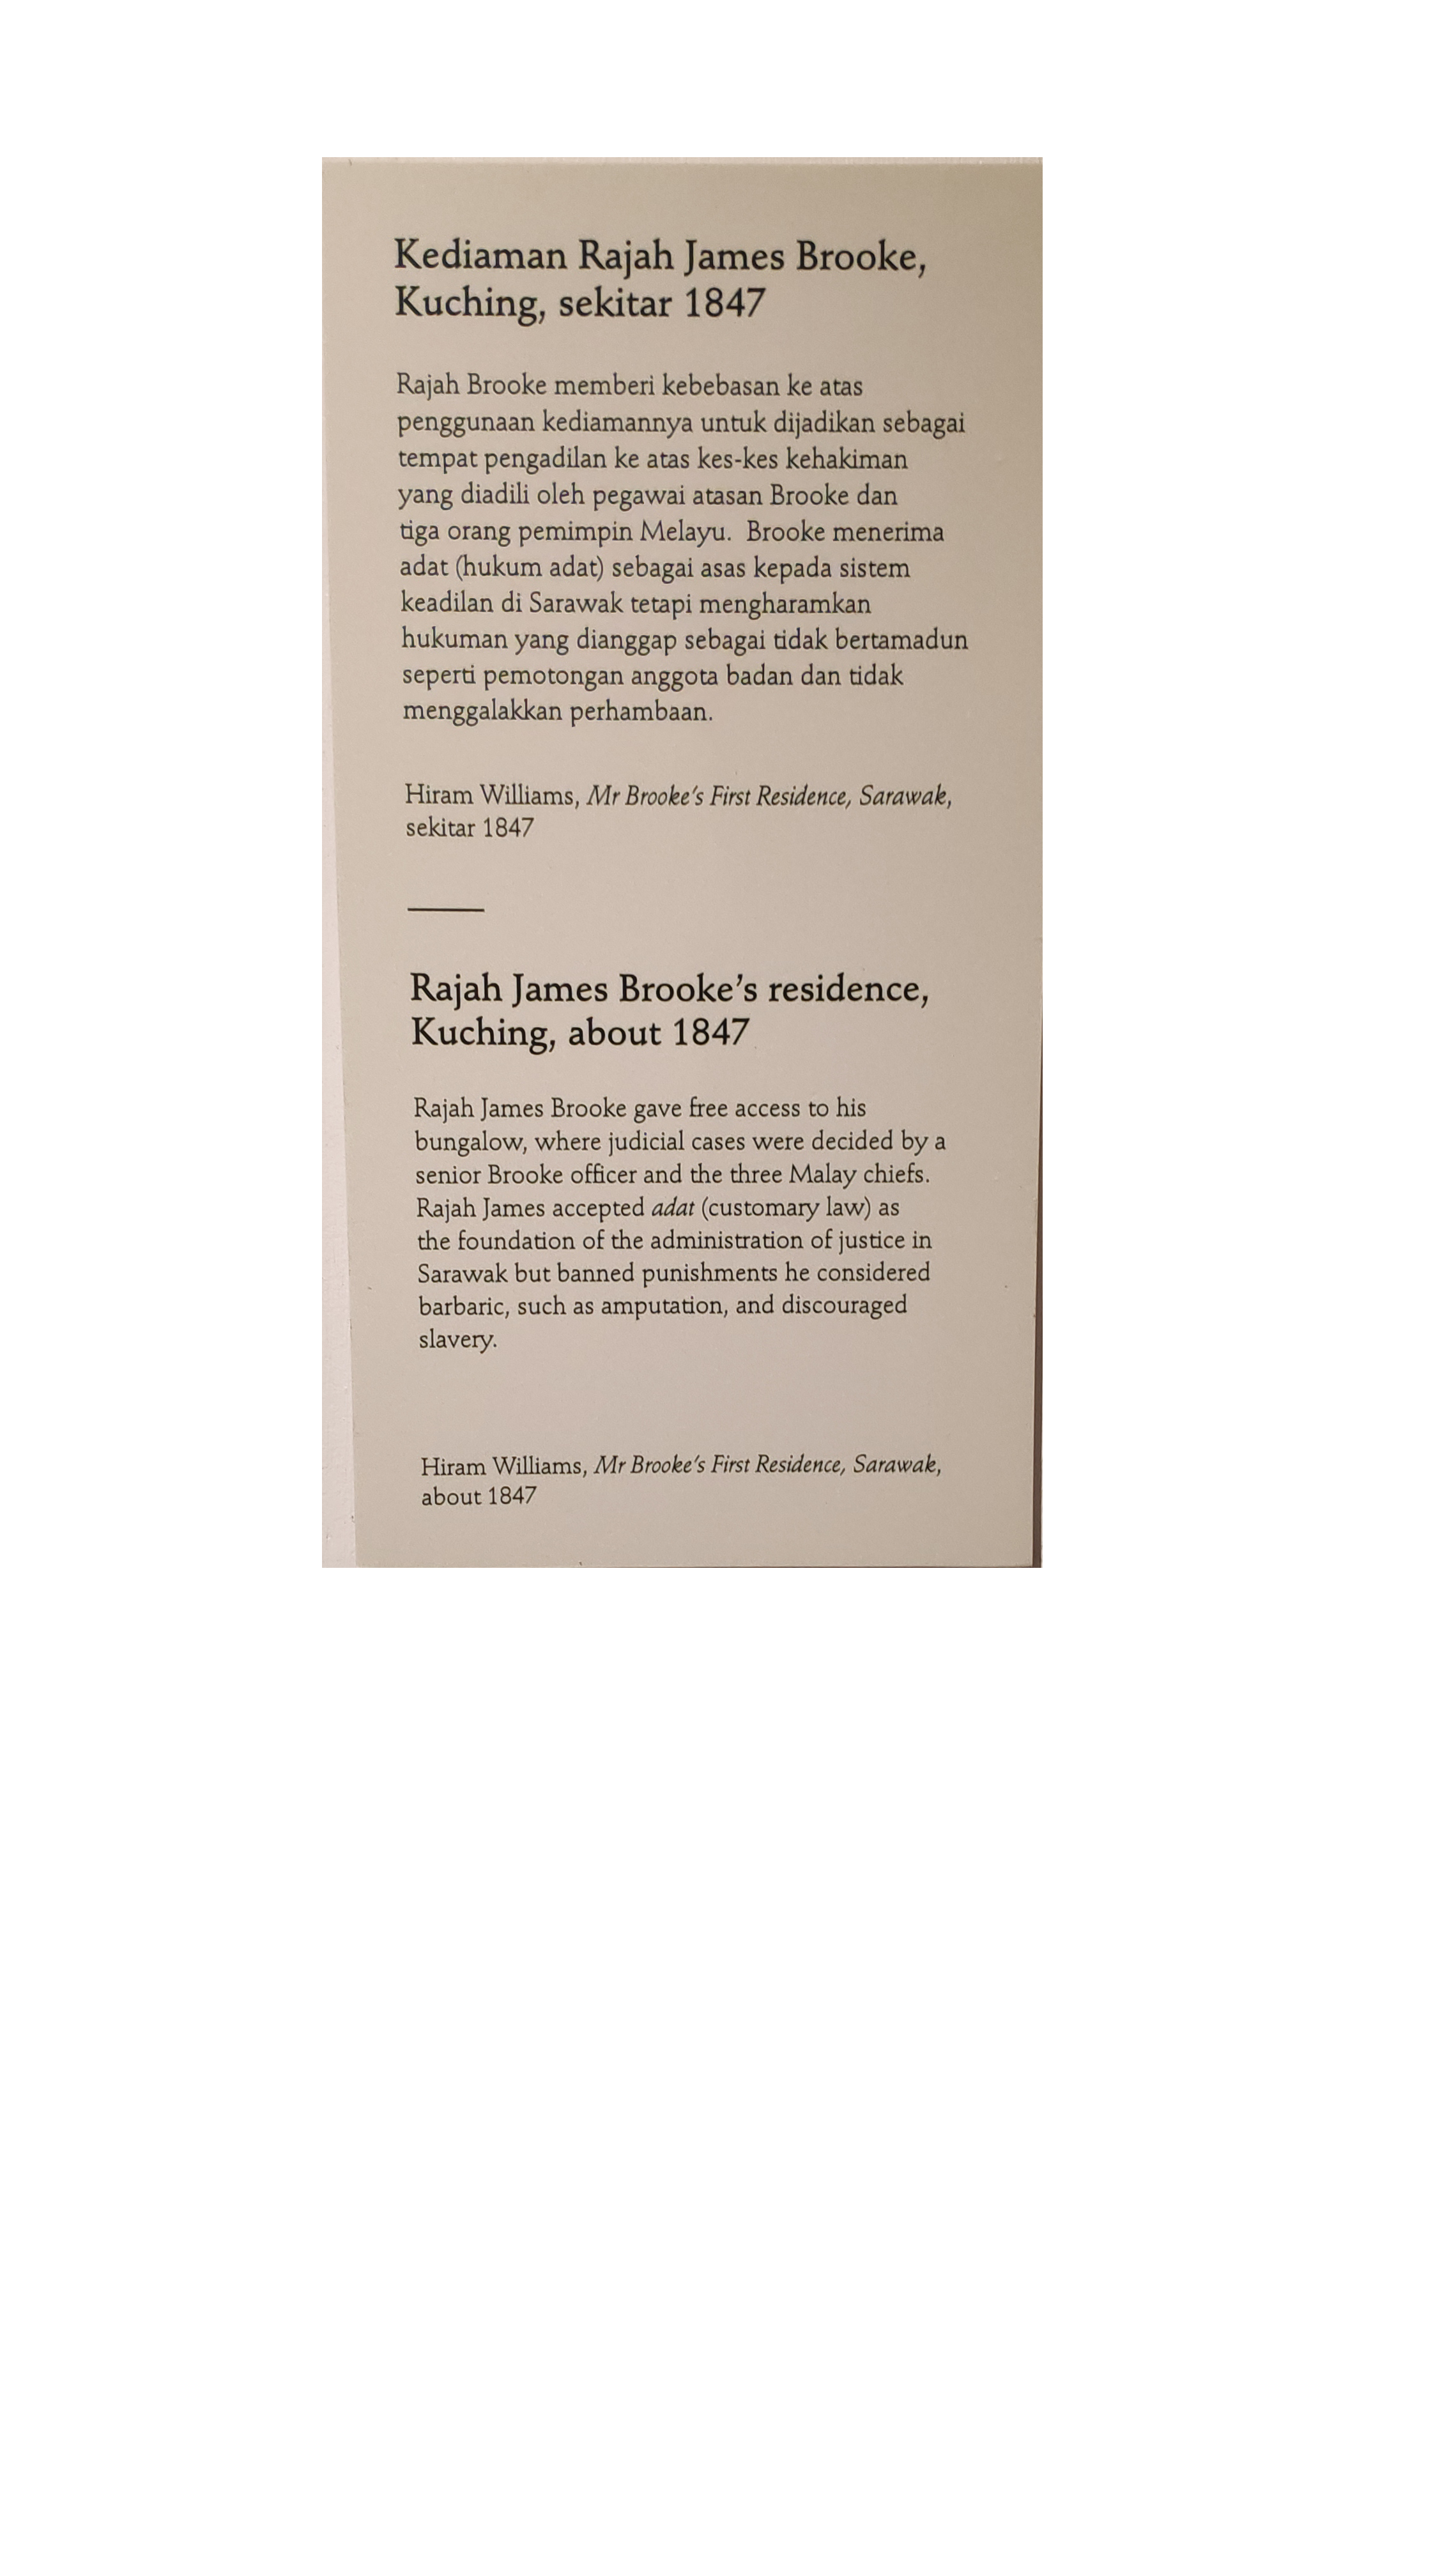 Kediaman Rajah James Brooke,
Kuching, sekitar 1847
Rajah Brooke memberi kebebasan ke atas
penggunaan kediamannya untuk dijadikan sebagai
tempat pengadilan ke atas kes-kes kehakiman
yang diadili oleh pegawai atasan Brooke dan
tiga orang pemimpin Melayu.  Brooke menerima
adat (hukum adat) sebagai asas kepada sistem
keadilan di Sarawak tetapi mengharamkan
hukuman yang dianggap sebagai tidak bertamadun
seperti pemotongan anggota badan dan tidak
menggalakkan perhambaan.
Hiram Williams, Mr Brooke's First Residence, Sarawak,
sekitar 1847
Rajah James Brooke's residence,
Kuching, about 1847
Rajah James Brooke gave free access to his
bungalow, where judicial cases were decided by a
senior Brooke officer and the three Malay chiefs.
Rajah James accepted adat (customary law) as
the foundation of the administration of justice in
Sarawak but banned punishments he considered
barbaric, such as amputation, and discouraged
slavery.
Hiram Williams, Mr Brooke's First Residence, Sarawak,
about 1847